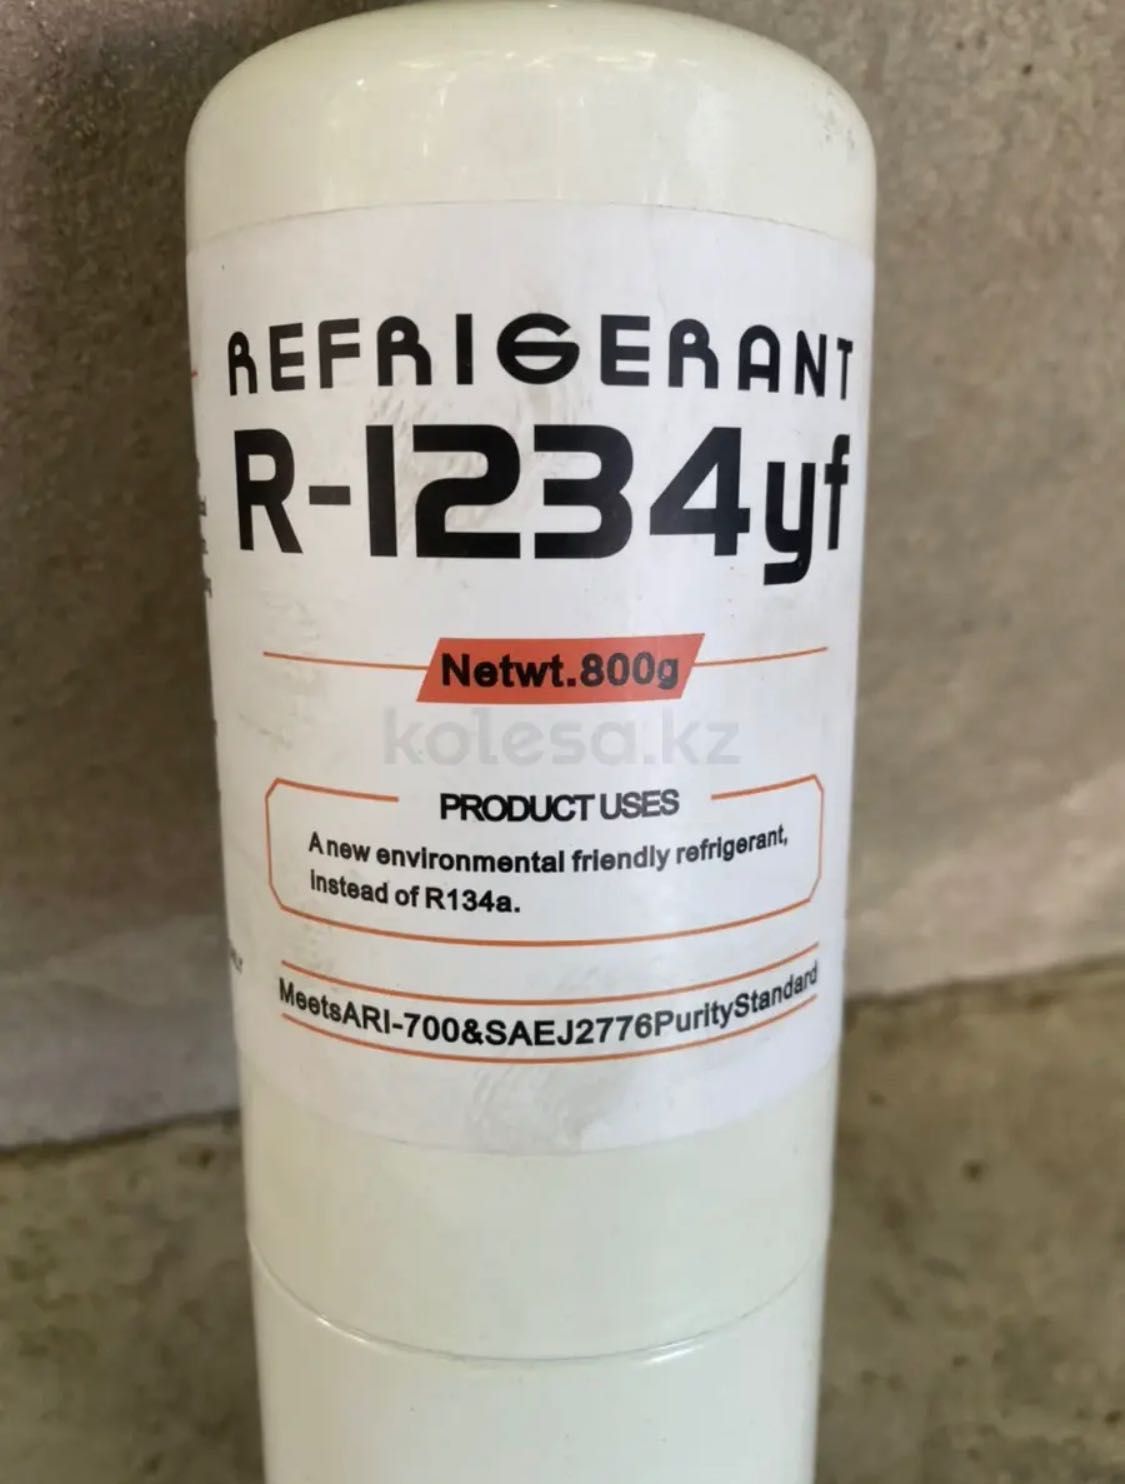 REFRIGERANT
R-1234yf
Netwt.800g
kolesa.kz
PRODUCT USES
A new environmental friendly refrigerant,
instead of R134a.
MeetsARI-700&SAEJ2776PurityStandard